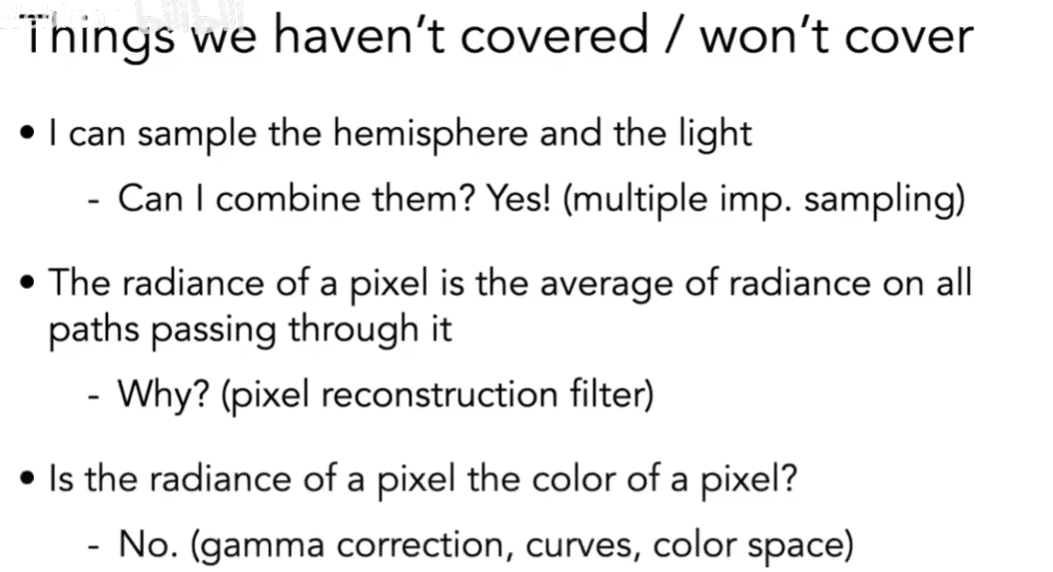 Things we haven't covered / won't cover
• I can sample the hemisphere and the light
- Can I combine them? Yes! (multiple imp. sampling)
• The radiance of a pixel is the average of radiance on all
paths passing through it
- Why? (pixel reconstruction filter)
• Is the radiance of a pixel the color of a pixel?
- No. (gamma correction, curves, color space)